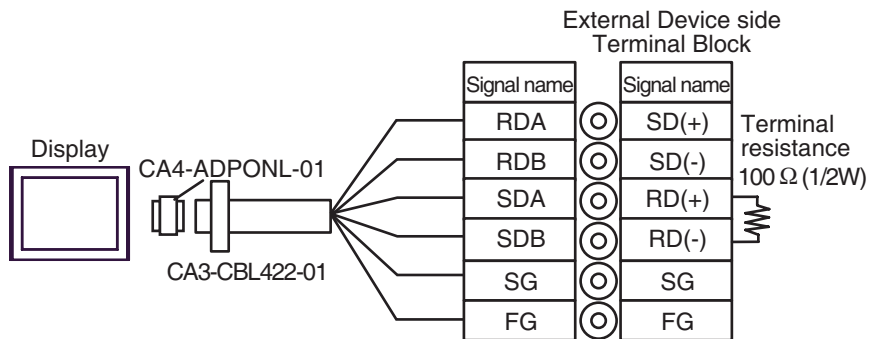 External Device side
Terminal Block
Signal name Signal name
RDA SD(+)
RDB SD(-)
SDA RD(+)
SDB RD(-)
SG SG
FG FG
Terminal
resistance
100 Ω (1/2W)
Display
CA4-ADPONL-01
CA3-CBL422-01